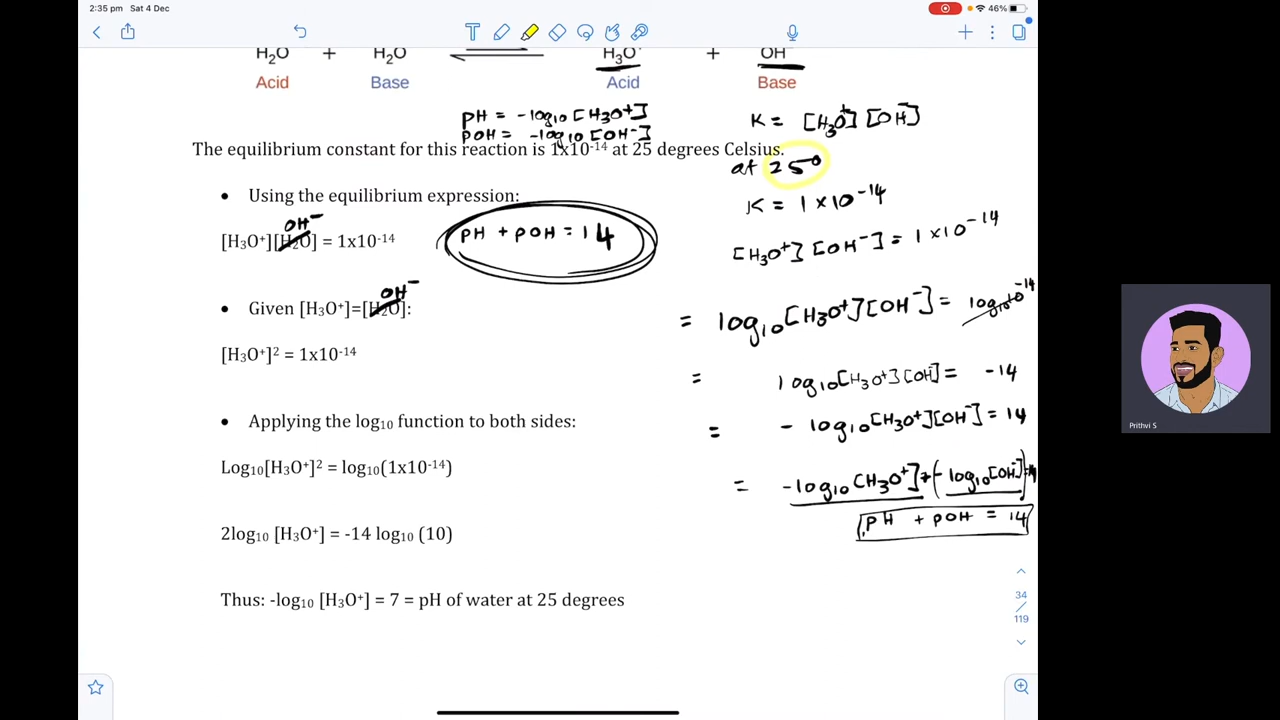 2:35 pm Sat 4 Dec
46%
H2O + H2O H3O+ + OH-
Acid Base Acid Base
pH = -log10 [H3O+]
pOH = -log10 [OH-]
K = [H3O+] [OH-]
The equilibrium constant for this reaction is 1x10-14 at 25 degrees Celsius.
at 25°
• Using the equilibrium expression:
K = 1 x 10-14
OH-
[H3O+][H2O] = 1x10-14
pH + pOH = 14
[H3O+] [OH-] = 1 x 10-14
OH-
• Given [H3O+]=[H2O]:
= log10 [H3O+][OH-] = log10 10-14
[H3O+]2 = 1x10-14
= log10[H3O+][OH] = -14
• Applying the log10 function to both sides:
= - log10[H3O+][OH-] = 14
Log10[H3O+]2 = log10(1x10-14)
= -log10 [H3O+] + (-log10[OH-]) = 14
pH + pOH = 14
2log10 [H3O+] = -14 log10 (10)
Thus: -log10 [H3O+] = 7 = pH of water at 25 degrees
34
/
119
Prithvi S